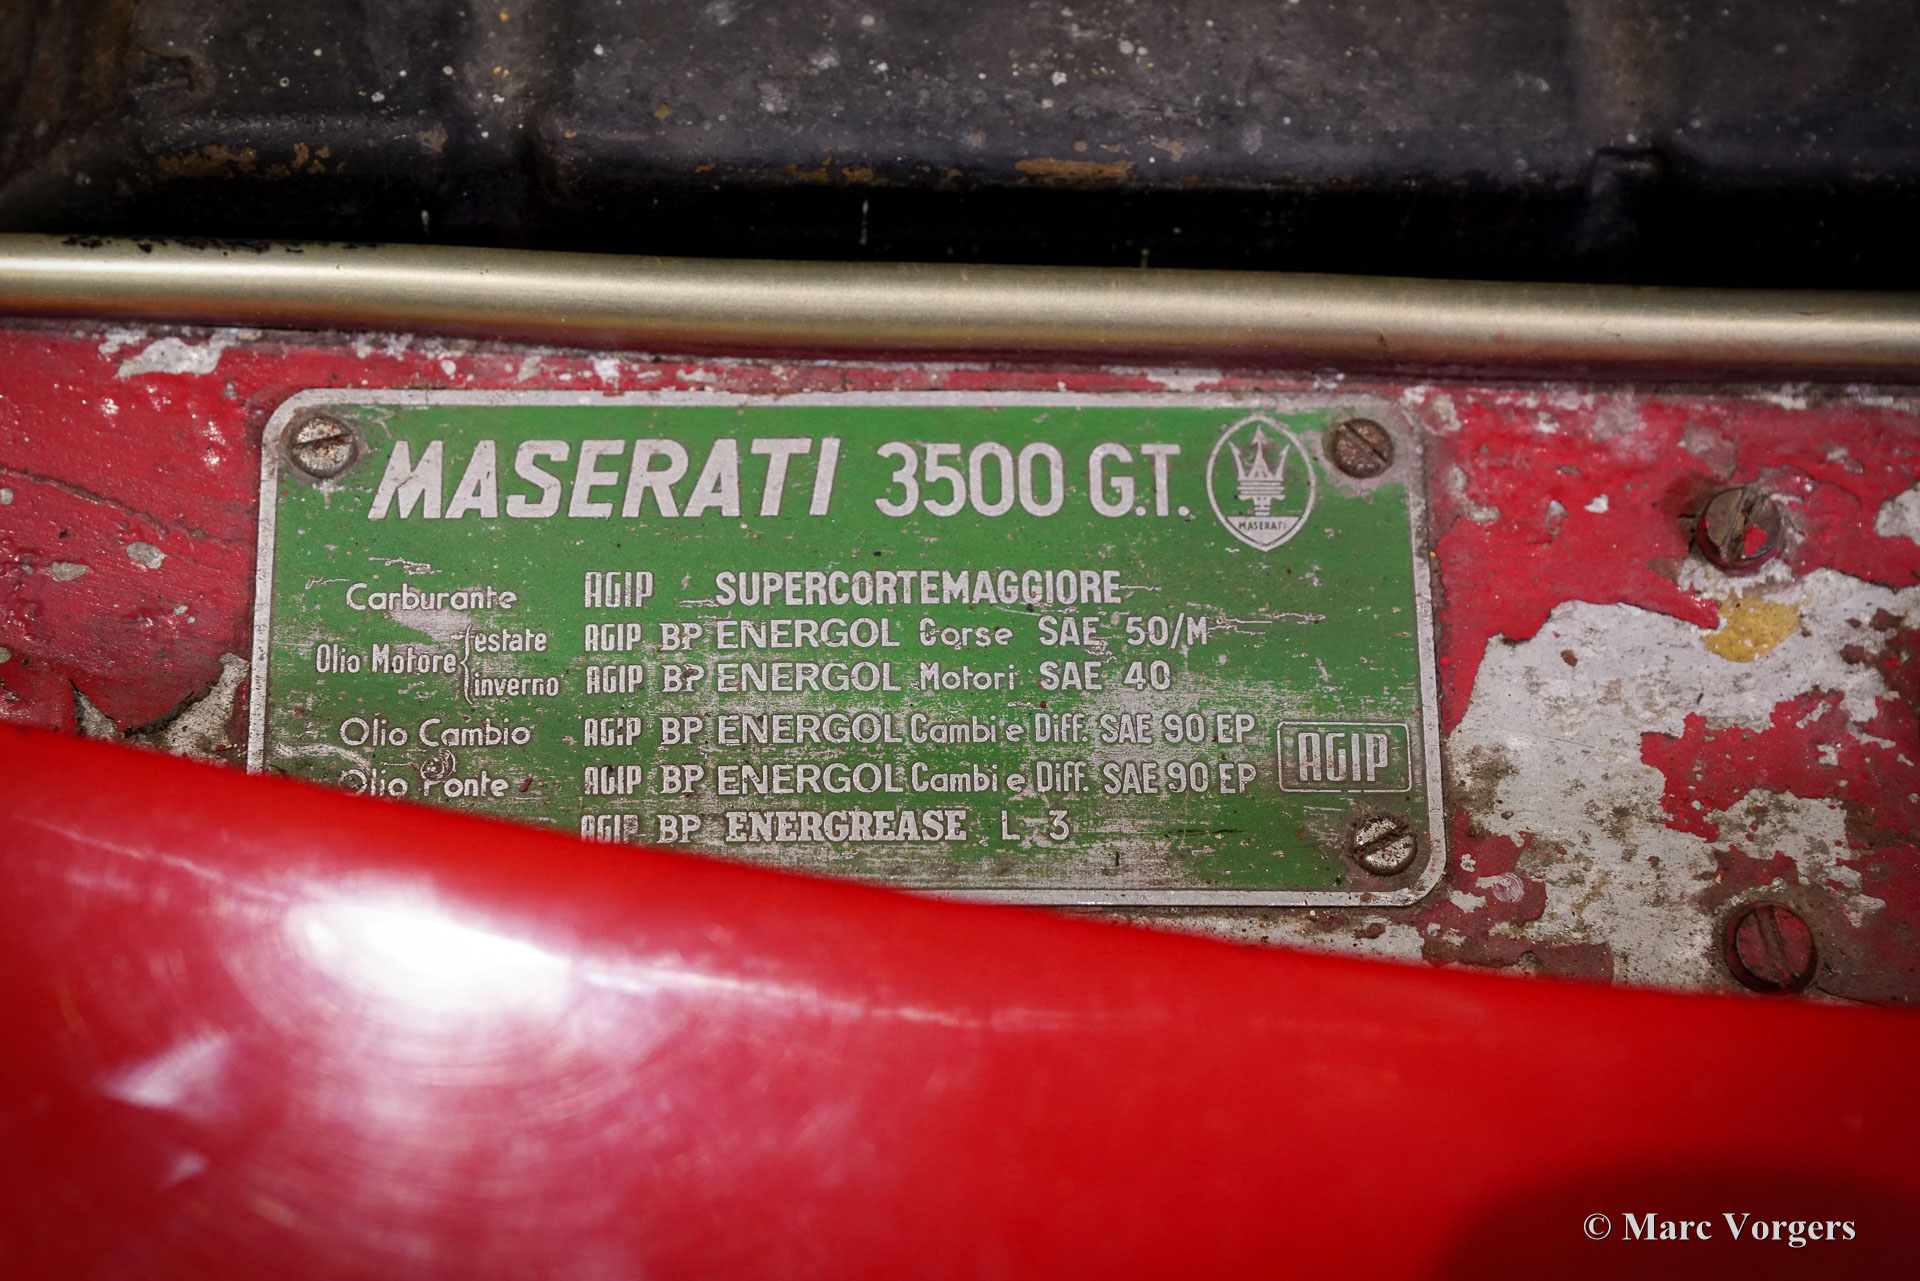 MASERATI 3500 G.T.
MASERATI
Carburante AGIP SUPERCORTEMAGGIORE
Olio Motore { estate AGIP BP ENERGOL Corse SAE 50/M
inverno AGIP BP ENERGOL Motori SAE 40
Olio Cambio AGIP BP ENERGOL Cambi e Diff. SAE 90 EP
Olio Ponte AGIP BP ENERGOL Cambi e Diff. SAE 90 EP
AGIP
AGIP BP ENERGREASE L 3
© Marc Vorgers